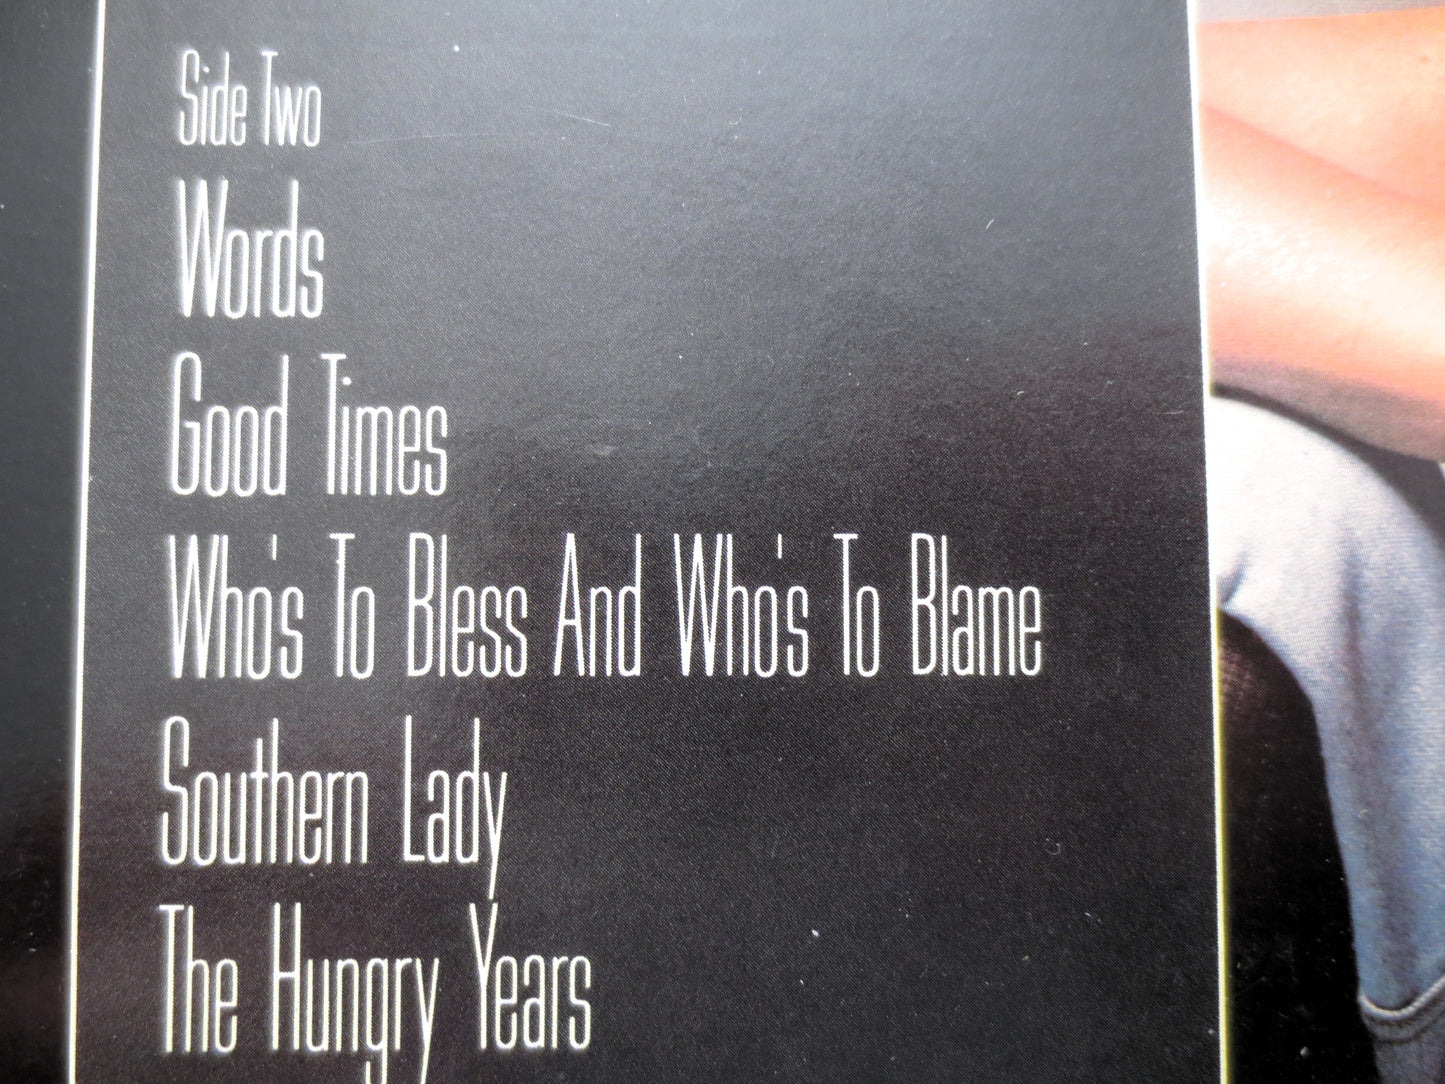 Side Two
Words
Good Times
Who's To Bless And Who's To Blame
Southern Lady
The Hungry Years